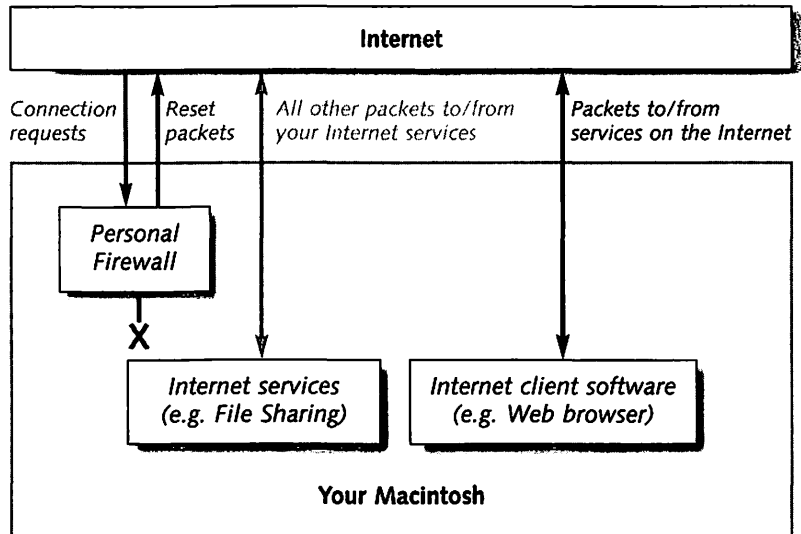 Internet
Connection
requests
Reset
packets
All other packets to/from
your Internet services
Packets to/from
services on the Internet
Personal
Firewall
X
Internet services
(e.g. File Sharing)
Internet client software
(e.g. Web browser)
Your Macintosh